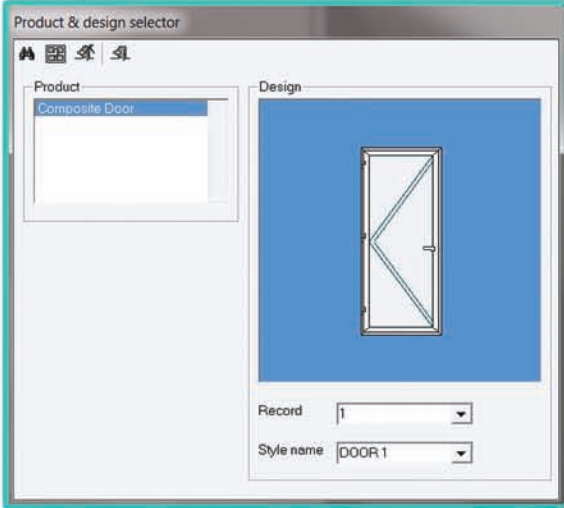 Product & design selector
Product
Composite Door
Design
Record
1
Style name
DOOR 1